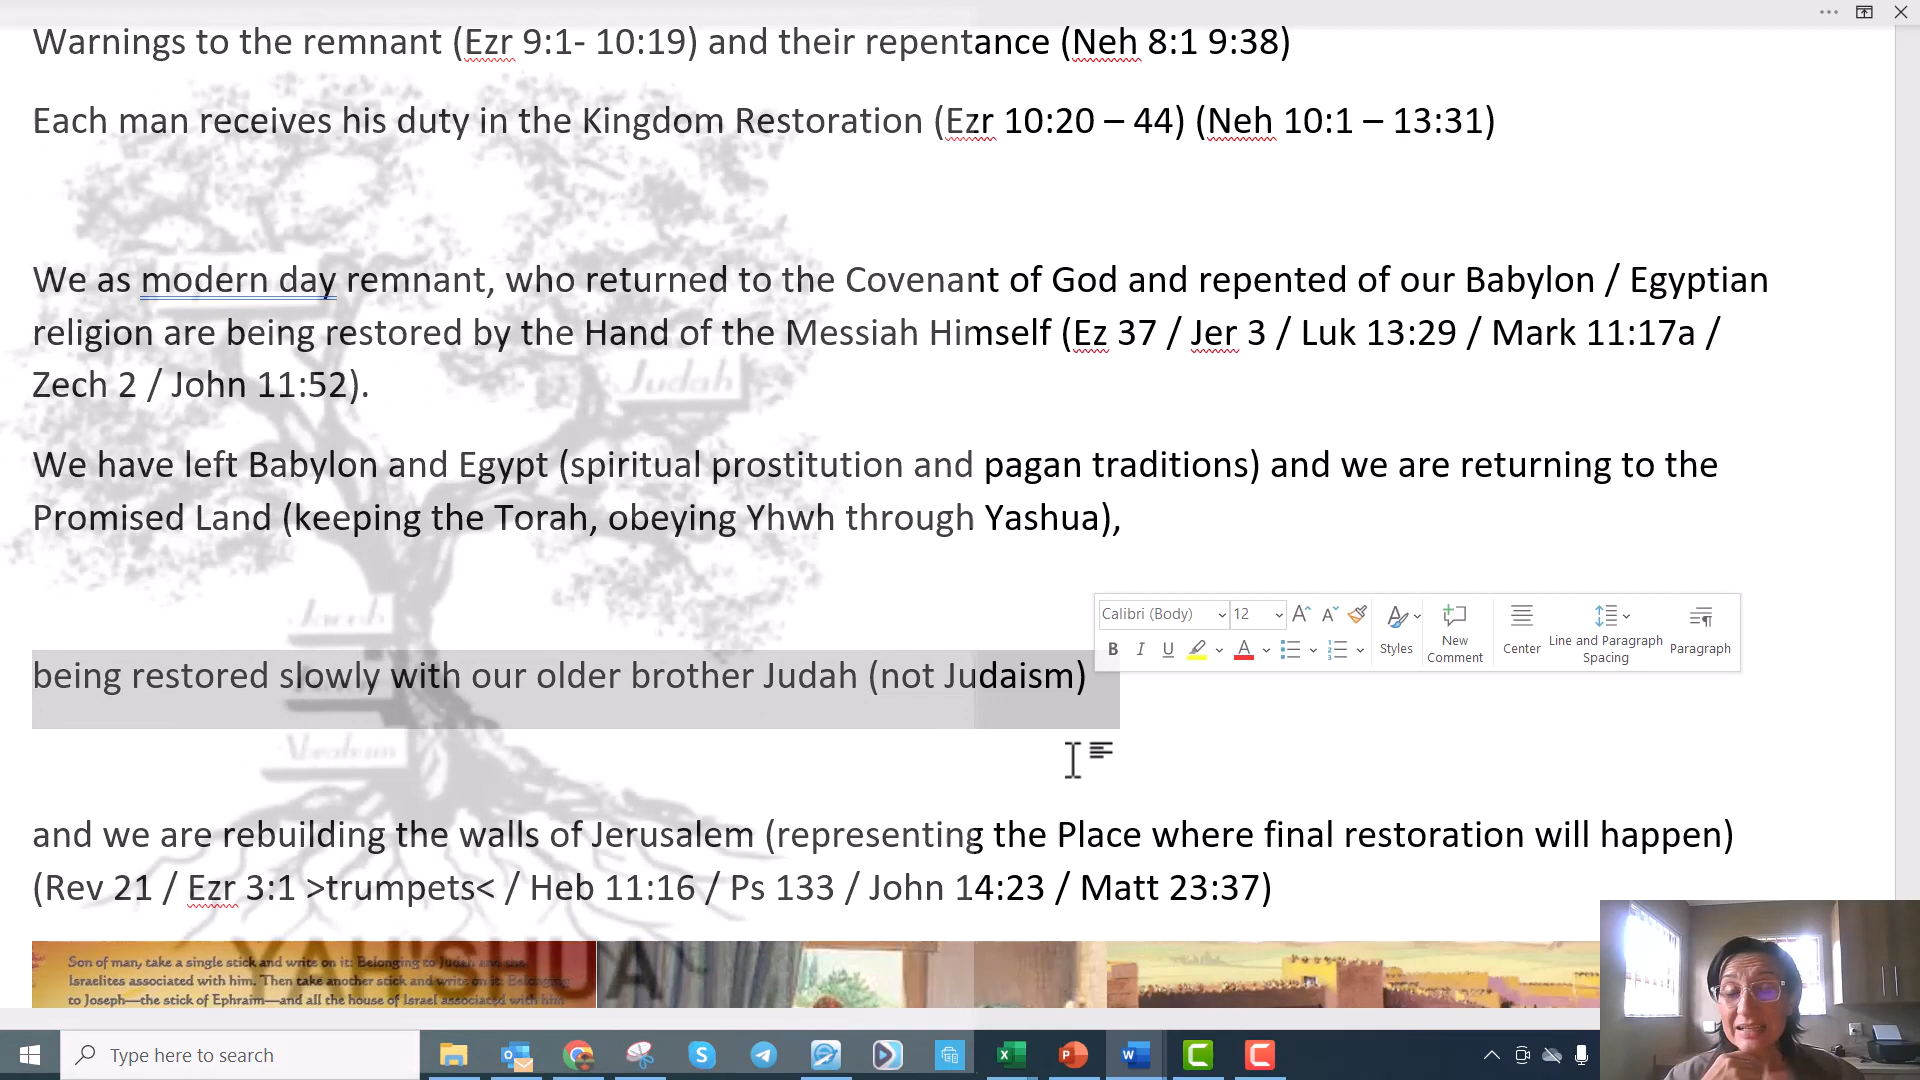 Warnings to the remnant (Ezr 9:1- 10:19) and their repentance (Neh 8:1 9:38)
Each man receives his duty in the Kingdom Restoration (Ezr 10:20 – 44) (Neh 10:1 – 13:31)
We as modern day remnant, who returned to the Covenant of God and repented of our Babylon / Egyptian
religion are being restored by the Hand of the Messiah Himself (Ez 37 / Jer 3 / Luk 13:29 / Mark 11:17a /
Zech 2 / John 11:52).
Judah
We have left Babylon and Egypt (spiritual prostitution and pagan traditions) and we are returning to the
Promised Land (keeping the Torah, obeying Yhwh through Yashua),
Jacob
Calibri (Body) 12
B I U
Styles
New
Comment
Center
Line and Paragraph
Spacing
Paragraph
being restored slowly with our older brother Judah (not Judaism)
Abraham
and we are rebuilding the walls of Jerusalem (representing the Place where final restoration will happen)
(Rev 21 / Ezr 3:1 >trumpets< / Heb 11:16 / Ps 133 / John 14:23 / Matt 23:37)
Son of man, take a single stick and write on it: Belonging to Judah and the
Israelites associated with him. Then take another stick and write on it: Belonging
to Joseph—the stick of Ephraim—and all the house of Israel associated with him
Type here to search